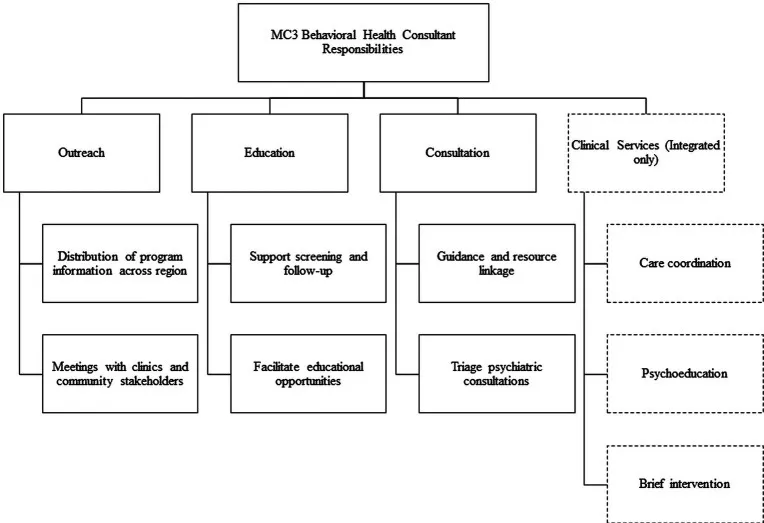 MC3 Behavioral Health Consultant
Responsibilities
Outreach
Education
Consultation
Clinical Services (Integrated
only)
Distribution of program
information across region
Support screening and
follow-up
Guidance and resource
linkage
Care coordination
Meetings with clinics and
community stakeholders
Facilitate educational
opportunities
Triage psychiatric
consultations
Psychoeducation
Brief intervention